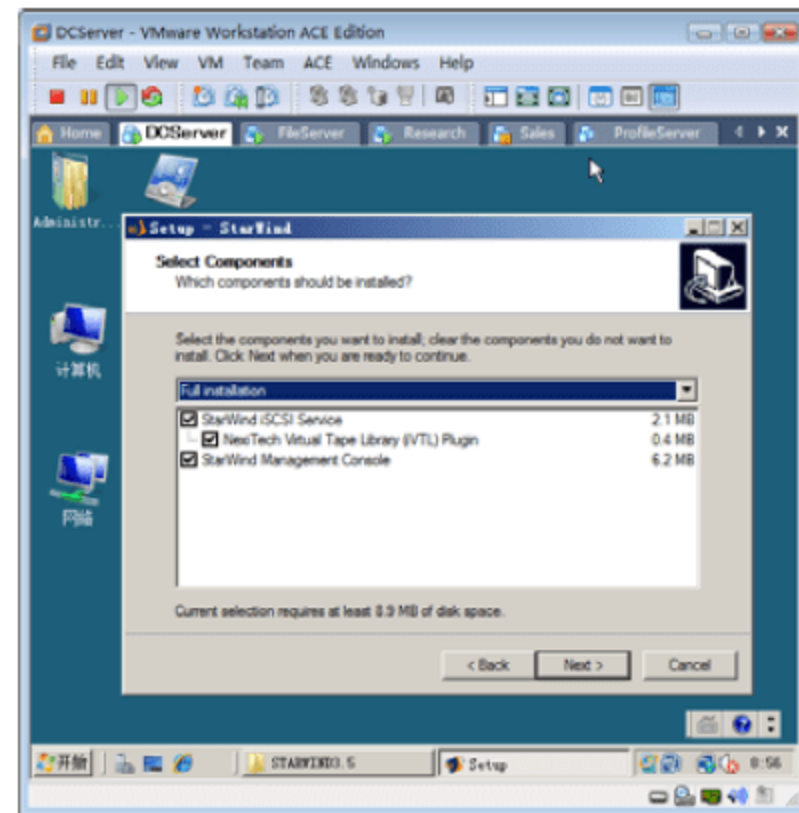 DCServer - VMware Workstation ACE Edition
File Edit View VM Team ACE Windows Help
Home DCServer FileServer Research Sales ProfileServer
Administr...
Setup - StarWind
Select Components
Which components should be installed?
Select the components you want to install; clear the components you do not want to
install. Click Next when you are ready to continue.
Full installation
StarWind iSCSI Service 2.1 MB
NexiTech Virtual Tape Library (iVTL) Plugin 0.4 MB
StarWind Management Console 6.2 MB
计算机
网络
Current selection requires at least 8.9 MB of disk space.
< Back Next > Cancel
开始 STARWIND3.5 Setup 8:56